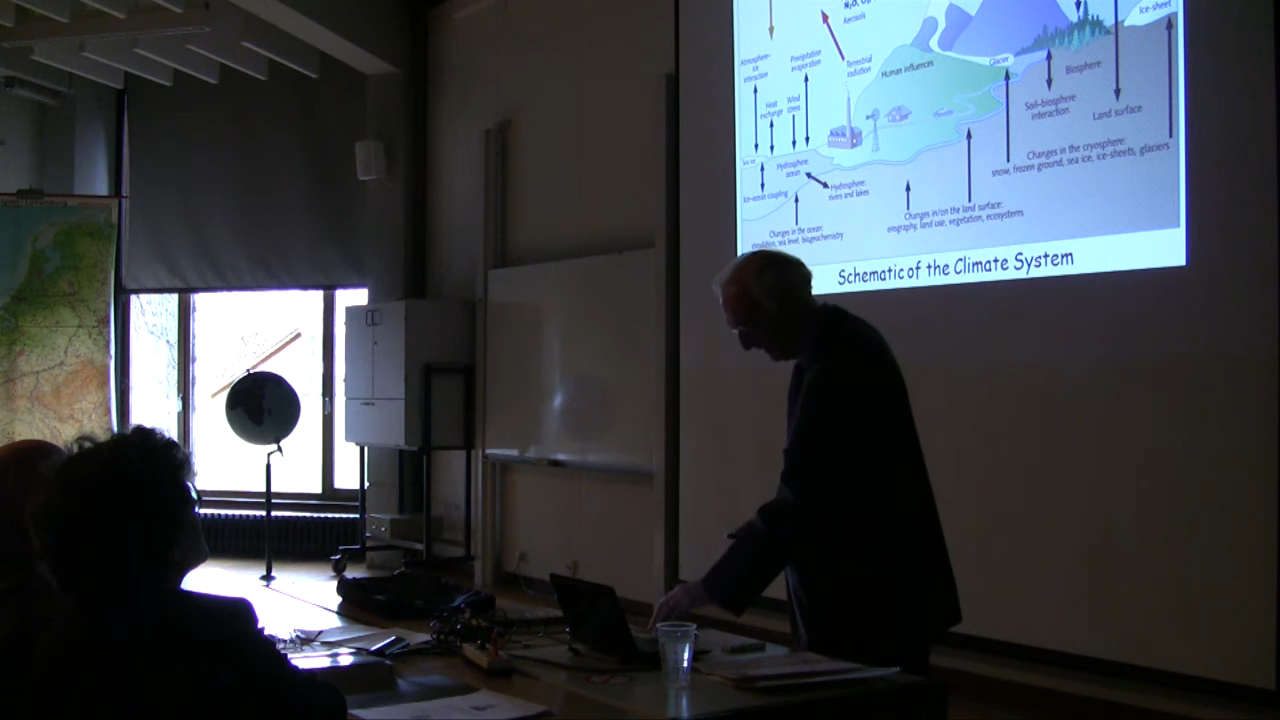 N₂O, O₃,
Aerosols
Atmosphere-
ice
interaction
Precipitation
evaporation
Terrestrial
radiation
Heat
exchange
Wind
stress
Human influences
Glacier
Ice-sheet
Biosphere
Soil-biosphere
interaction
Land surface
Sea ice
Hydrosphere:
ocean
Ice-ocean coupling
Hydrosphere:
rivers and lakes
Changes in the cryosphere:
snow, frozen ground, sea ice, ice-sheets, glaciers
Changes in/on the land surface:
orography, land use, vegetation, ecosystems
Changes in the ocean:
circulation, sea level, biogeochemistry
Schematic of the Climate System